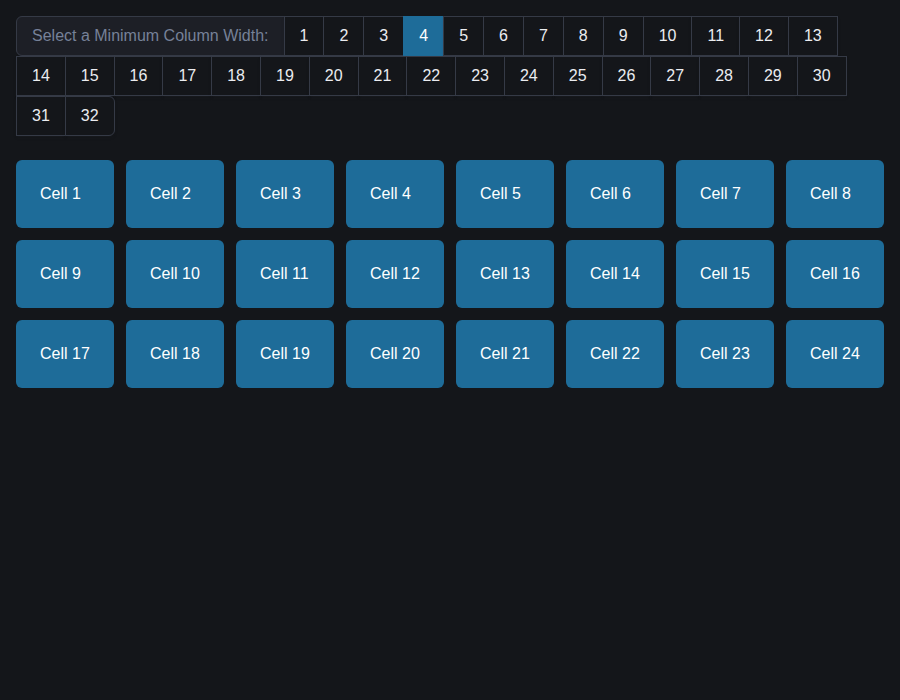 Select a Minimum Column Width: 1 2 3 4 5 6 7 8 9 10 11 12 13
14 15 16 17 18 19 20 21 22 23 24 25 26 27 28 29 30
31 32
Cell 1 Cell 2 Cell 3 Cell 4 Cell 5 Cell 6 Cell 7 Cell 8
Cell 9 Cell 10 Cell 11 Cell 12 Cell 13 Cell 14 Cell 15 Cell 16
Cell 17 Cell 18 Cell 19 Cell 20 Cell 21 Cell 22 Cell 23 Cell 24